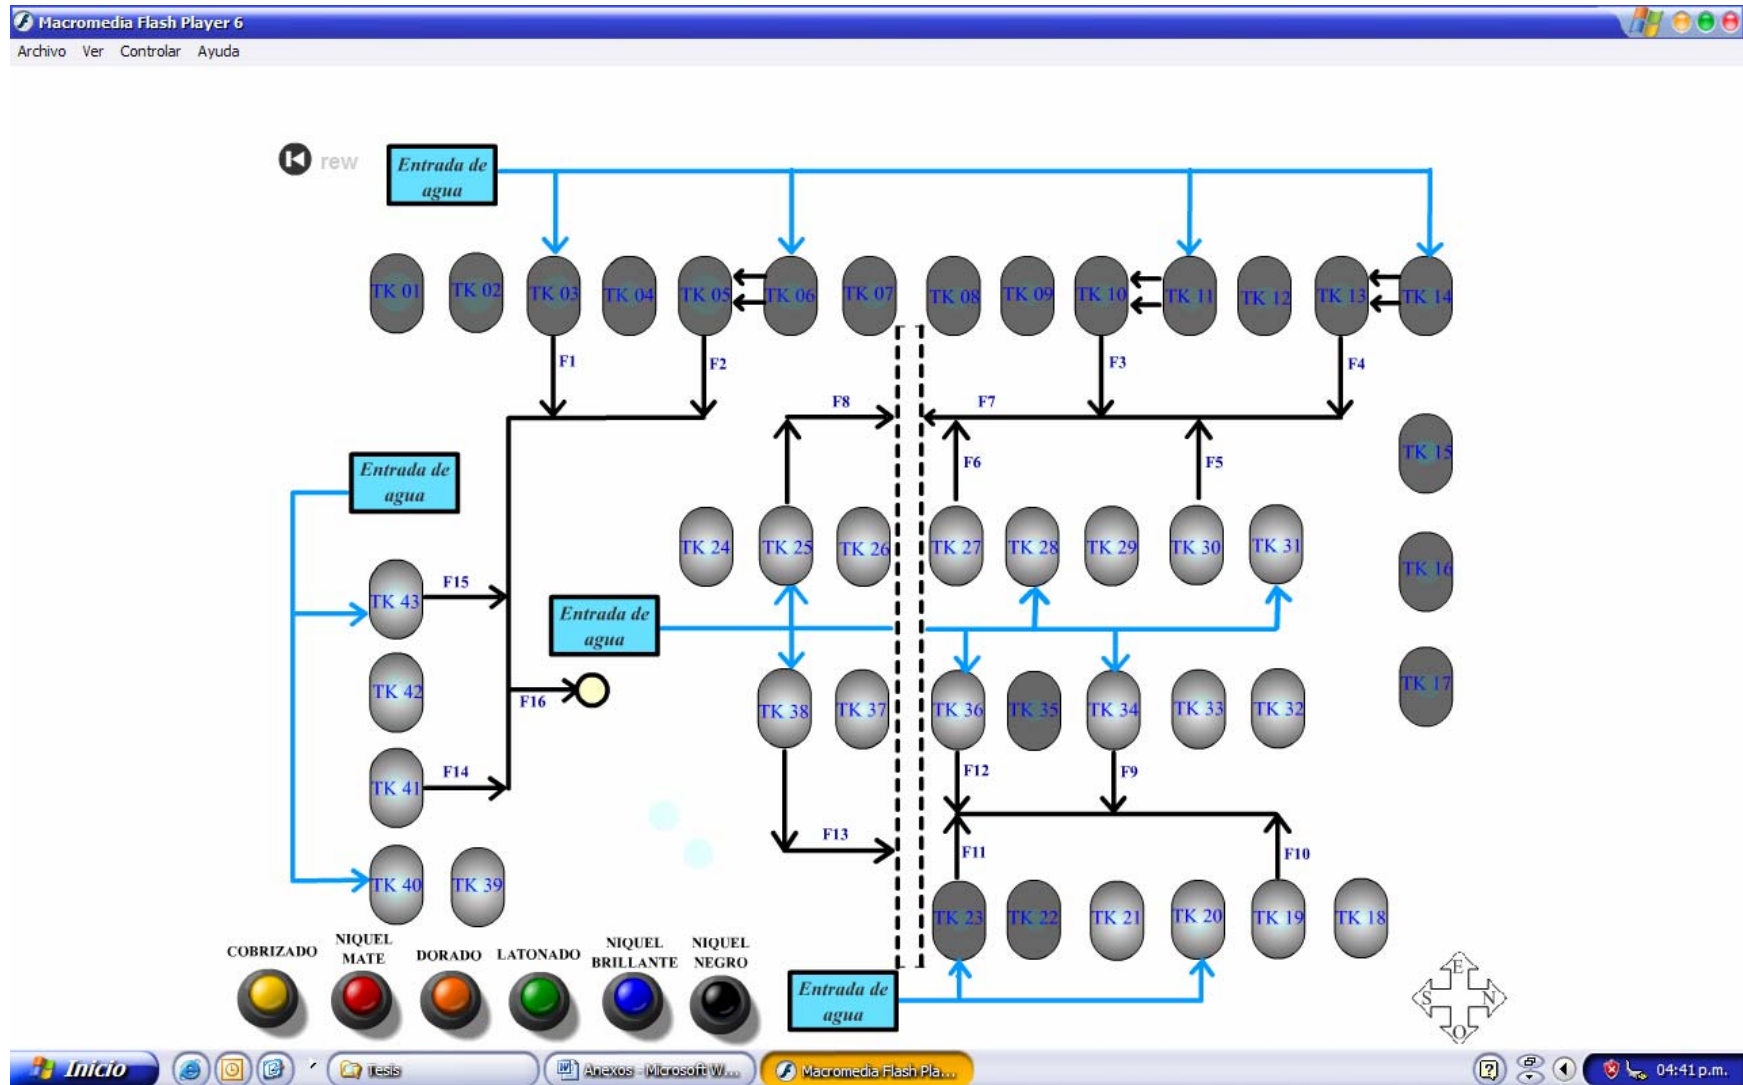 Macromedia Flash Player 6
Archivo Ver Controlar Ayuda
rew
Entrada de
agua
TK 01 TK 02 TK 03 TK 04 TK 05 TK 06 TK 07 TK 08 TK 09 TK 10 TK 11 TK 12 TK 13 TK 14
F1 F2 F3 F4
F8 F7
F6 F5
TK 15
Entrada de
agua
TK 24 TK 25 TK 26 TK 27 TK 28 TK 29 TK 30 TK 31
TK 16
F15
TK 43
Entrada de
agua
TK 42
F16
TK 38 TK 37 TK 36 TK 35 TK 34 TK 33 TK 32
TK 17
F14
TK 41
F12 F9
F13
F11 F10
TK 40 TK 39
TK 23 TK 22 TK 21 TK 20 TK 19 TK 18
COBRIZADO
NIQUEL
MATE
DORADO
LATONADO
NIQUEL
BRILLANTE
NIQUEL
NEGRO
Entrada de
agua
E
S N
O
Inicio
Tesis
Anexos - Microsoft W...
Macromedia Flash Pla...
04:41 p.m.